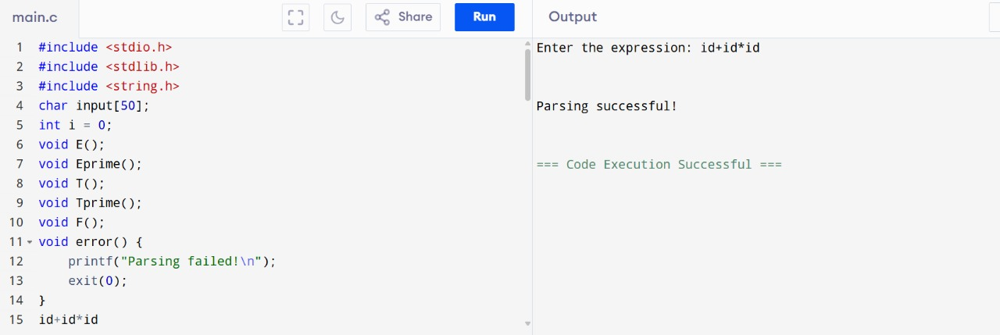 main.c
Share
Run
Output
1 #include <stdio.h>
2 #include <stdlib.h>
3 #include <string.h>
4 char input[50];
5 int i = 0;
6 void E();
7 void Eprime();
8 void T();
9 void Tprime();
10 void F();
11 void error() {
12     printf("Parsing failed!\n");
13     exit(0);
14 }
15 id+id*id
Enter the expression: id+id*id
Parsing successful!
=== Code Execution Successful ===